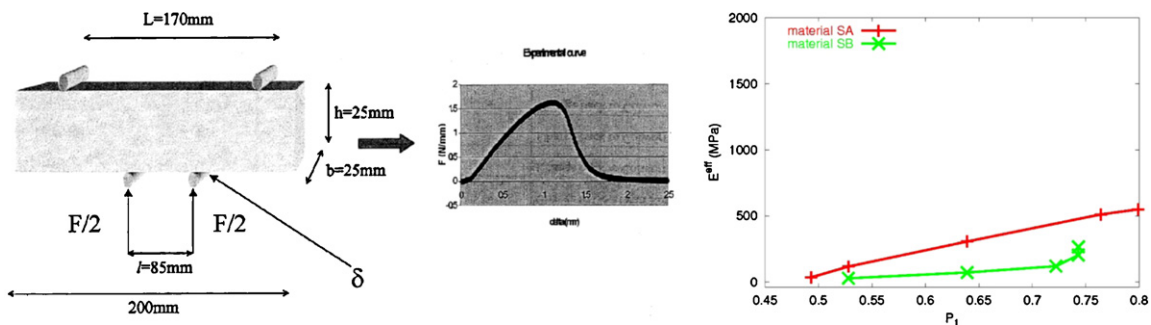 L=170mm
h=25mm
b=25mm
F/2
F/2
l=85mm
δ
200mm
Experimental curve
F (N/mm)
2
1.5
1
0.5
0
-0.5
0
0.5
1
1.5
2
2.5
delta(mm)
material SA
material SB
E^eff (MPa)
2000
1500
1000
500
0
0.45
0.5
0.55
0.6
0.65
0.7
0.75
0.8
P₁